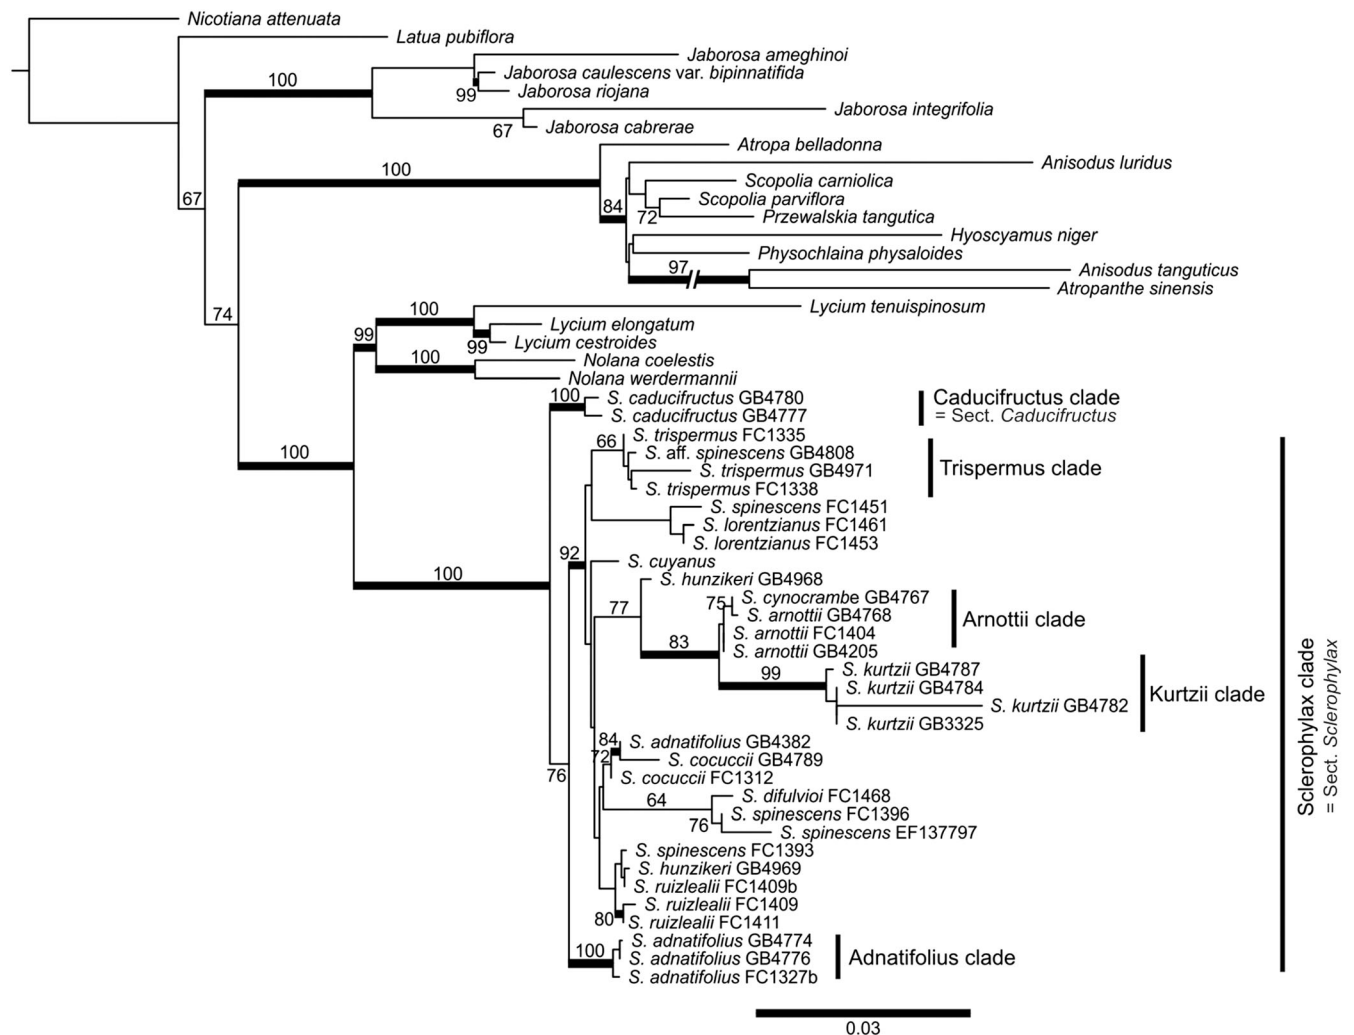 Nicotiana attenuata
Latua pubiflora
Jaborosa ameghinoi
100
Jaborosa caulescens var. bipinnatifida
99
Jaborosa riojana
Jaborosa integrifolia
67
Jaborosa cabrerae
Atropa belladonna
Anisodus luridus
100
Scopolia carniolica
67
84
Scopolia parviflora
72
Przewalskia tangutica
Hyoscyamus niger
Physochlaina physaloides
97
Anisodus tanguticus
Atropanthe sinensis
74
100
Lycium tenuispinosum
Lycium elongatum
99
99
Lycium cestroides
100
Nolana coelestis
Nolana werdermannii
100
S. caducifructus GB4780
Caducifructus clade
S. caducifructus GB4777
= Sect. Caducifructus
66
S. trispermus FC1335
100
S. aff. spinescens GB4808
Trispermus clade
S. trispermus GB4971
S. trispermus FC1338
S. spinescens FC1451
S. lorentzianus FC1461
S. lorentzianus FC1453
92
S. cuyanus
100
S. hunzikeri GB4968
77
75
S. cynocrambe GB4767
S. arnottii GB4768
Arnottii clade
S. arnottii FC1404
83
S. arnottii GB4205
99
S. kurtzii GB4787
S. kurtzii GB4784
Kurtzii clade
S. kurtzii GB4782
S. kurtzii GB3325
Sclerophylax clade
= Sect. Sclerophylax
84
S. adnatifolius GB4382
72
S. cocuccii GB4789
76
S. cocuccii FC1312
64
S. difulvioi FC1468
S. spinescens FC1396
76
S. spinescens EF137797
S. spinescens FC1393
S. hunzikeri GB4969
S. ruizlealii FC1409b
S. ruizlealii FC1409
80
S. ruizlealii FC1411
100
S. adnatifolius GB4774
S. adnatifolius GB4776
Adnatifolius clade
S. adnatifolius FC1327b
0.03